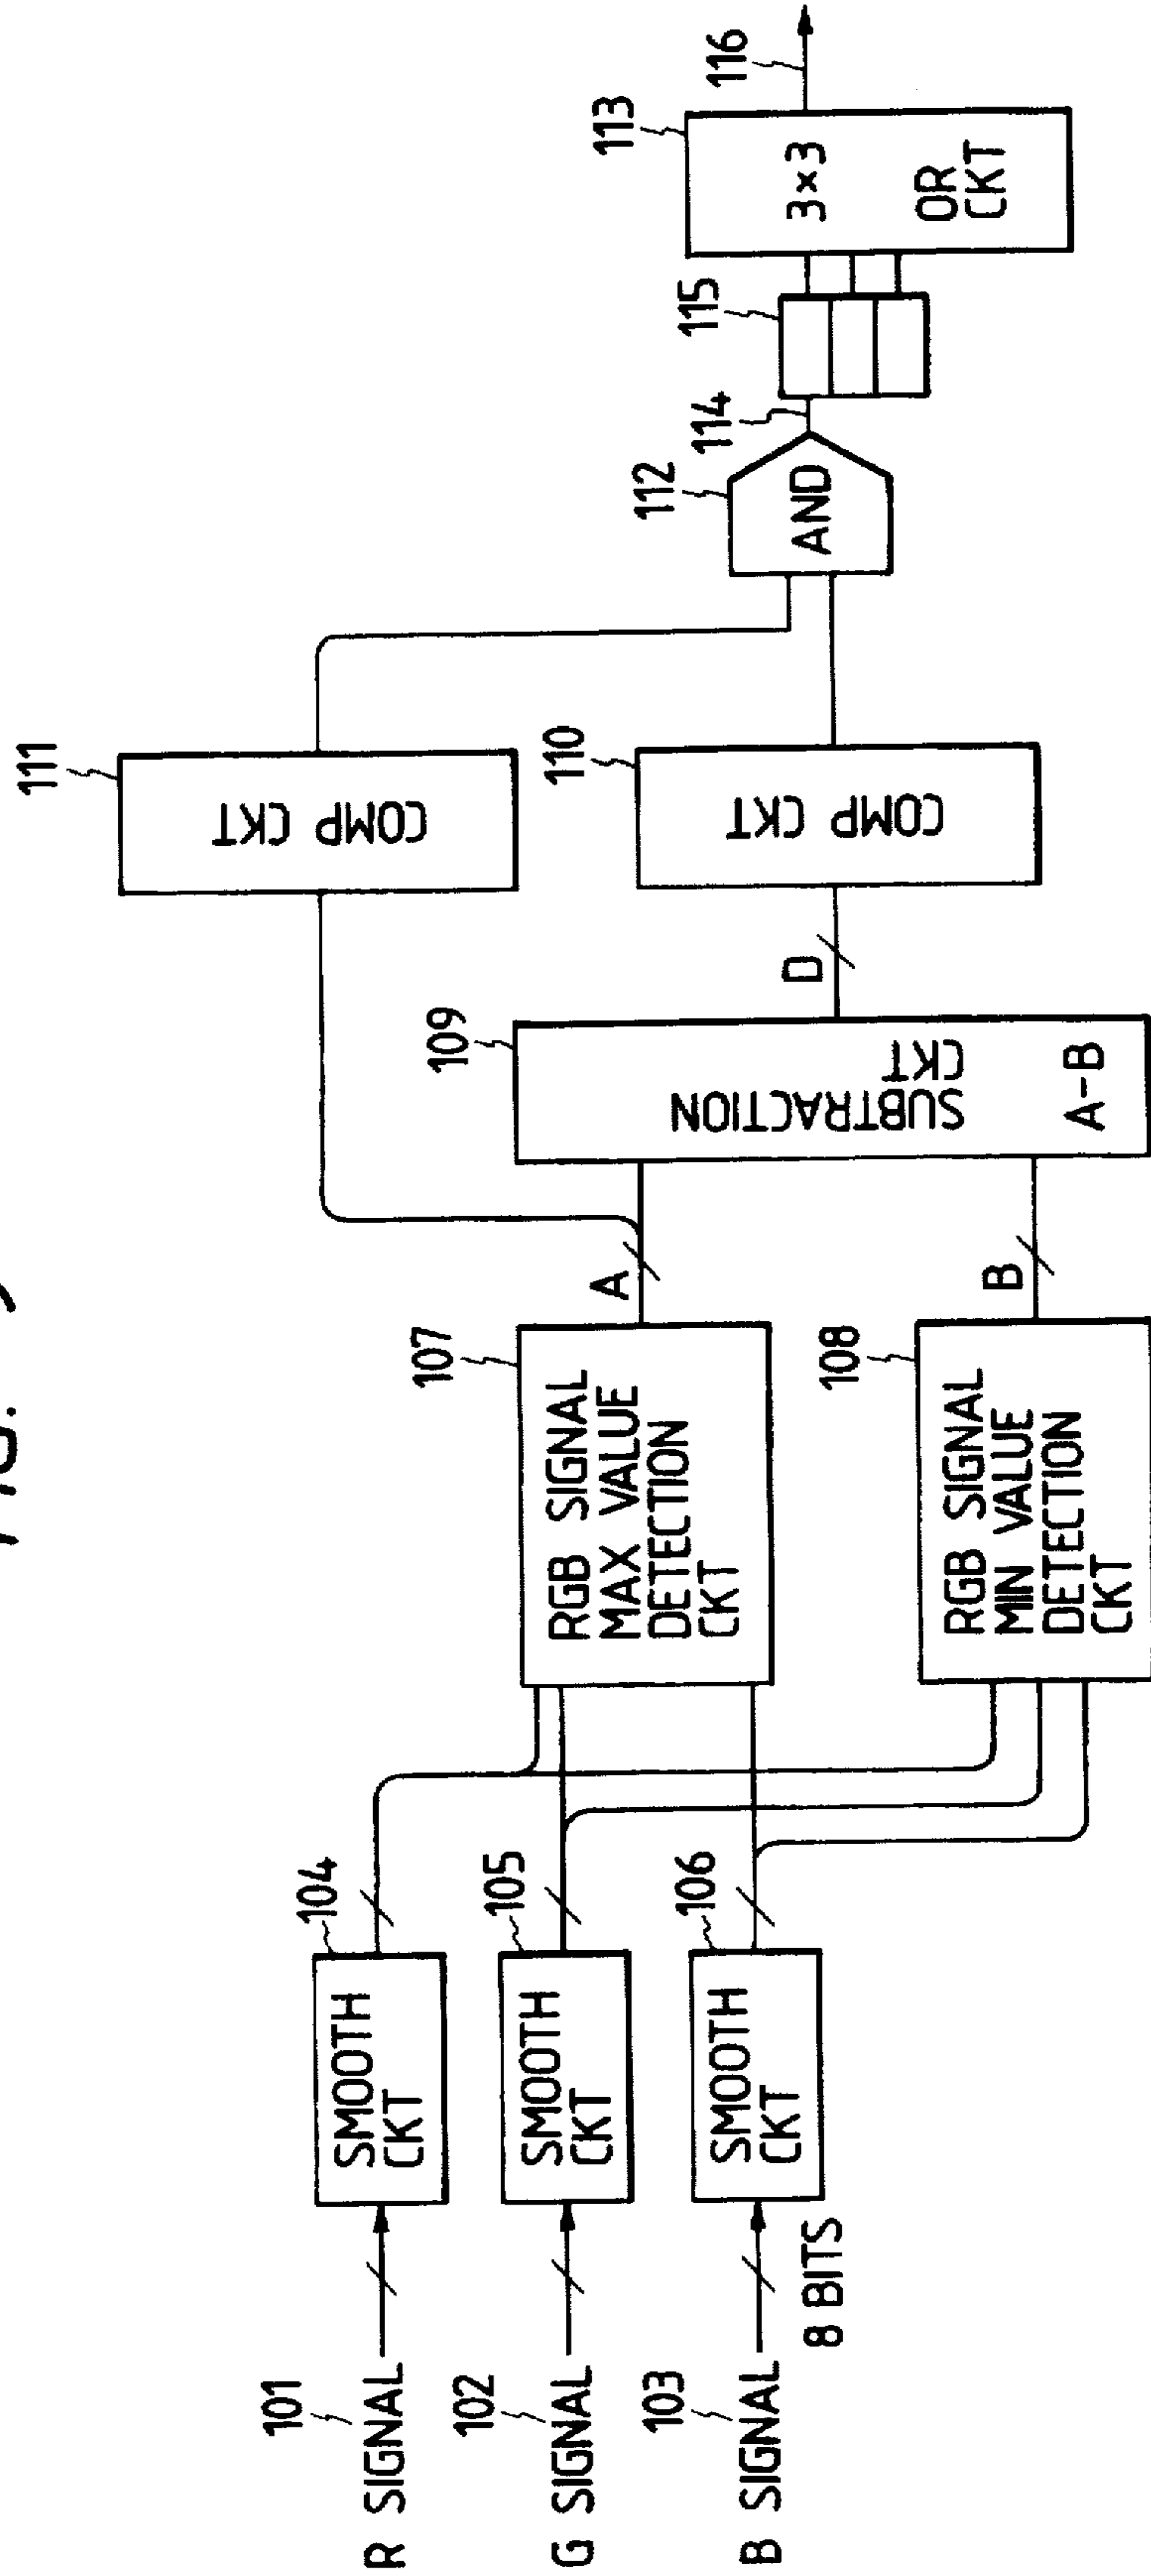 101
R SIGNAL
102
G SIGNAL
103
B SIGNAL
8 BITS
104
SMOOTH
CKT
105
SMOOTH
CKT
106
SMOOTH
CKT
107
RGB SIGNAL
MAX VALUE
DETECTION
CKT
108
RGB SIGNAL
MIN VALUE
DETECTION
CKT
A
B
109
SUBTRACTION
CKT
A-B
D
111
COMP CKT
110
COMP CKT
112
AND
114
115
113
3×3
OR
CKT
116